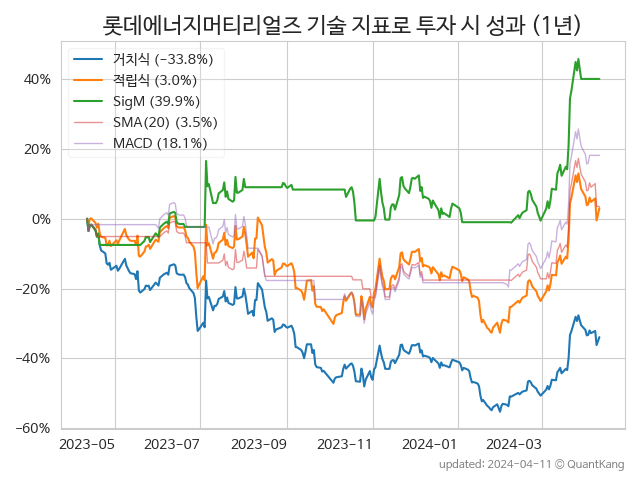 롯데에너지머티리얼즈 기술 지표로 투자 시 성과 (1년)
거치식 (−33.8%)
적립식 (3.0%)
SigM (39.9%)
SMA(20) (3.5%)
MACD (18.1%)
40%
20%
0%
−20%
−40%
−60%
2023-05 2023-07 2023-09 2023-11 2024-01 2024-03
updated: 2024-04-11 © QuantKang